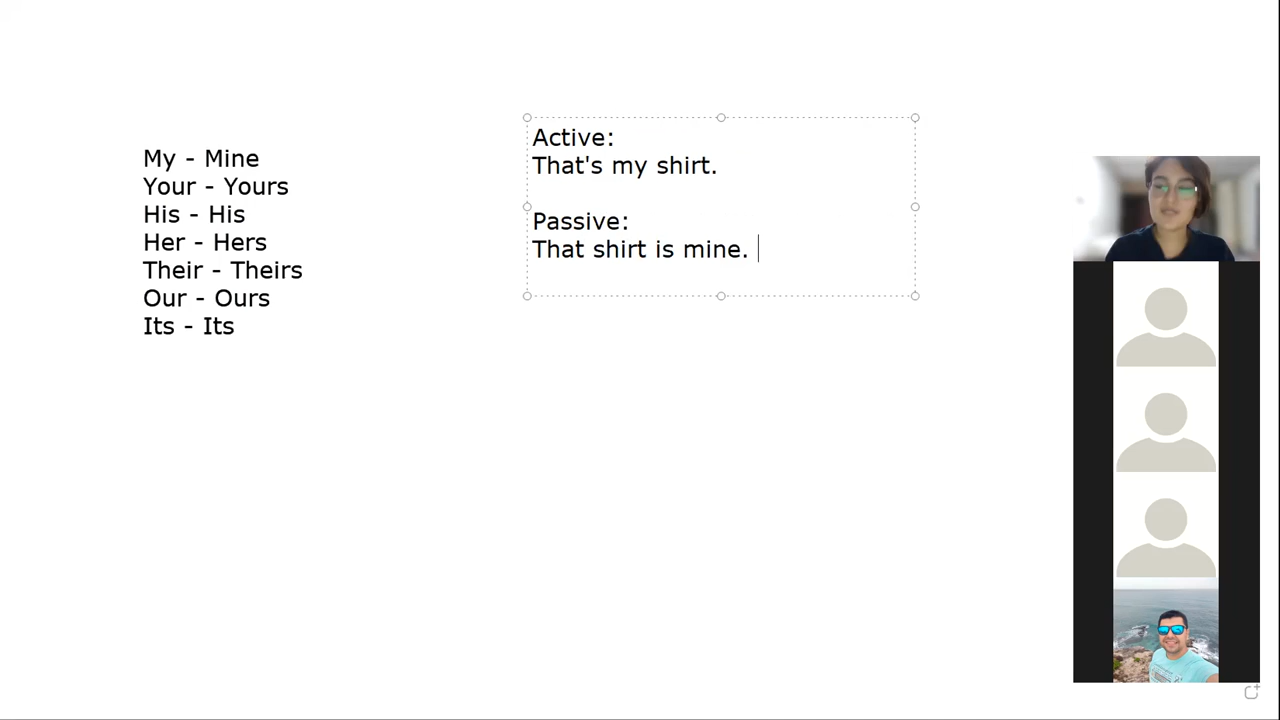 My - Mine
Your - Yours
His - His
Her - Hers
Their - Theirs
Our - Ours
Its - Its
Active:
That's my shirt.
Passive:
That shirt is mine.